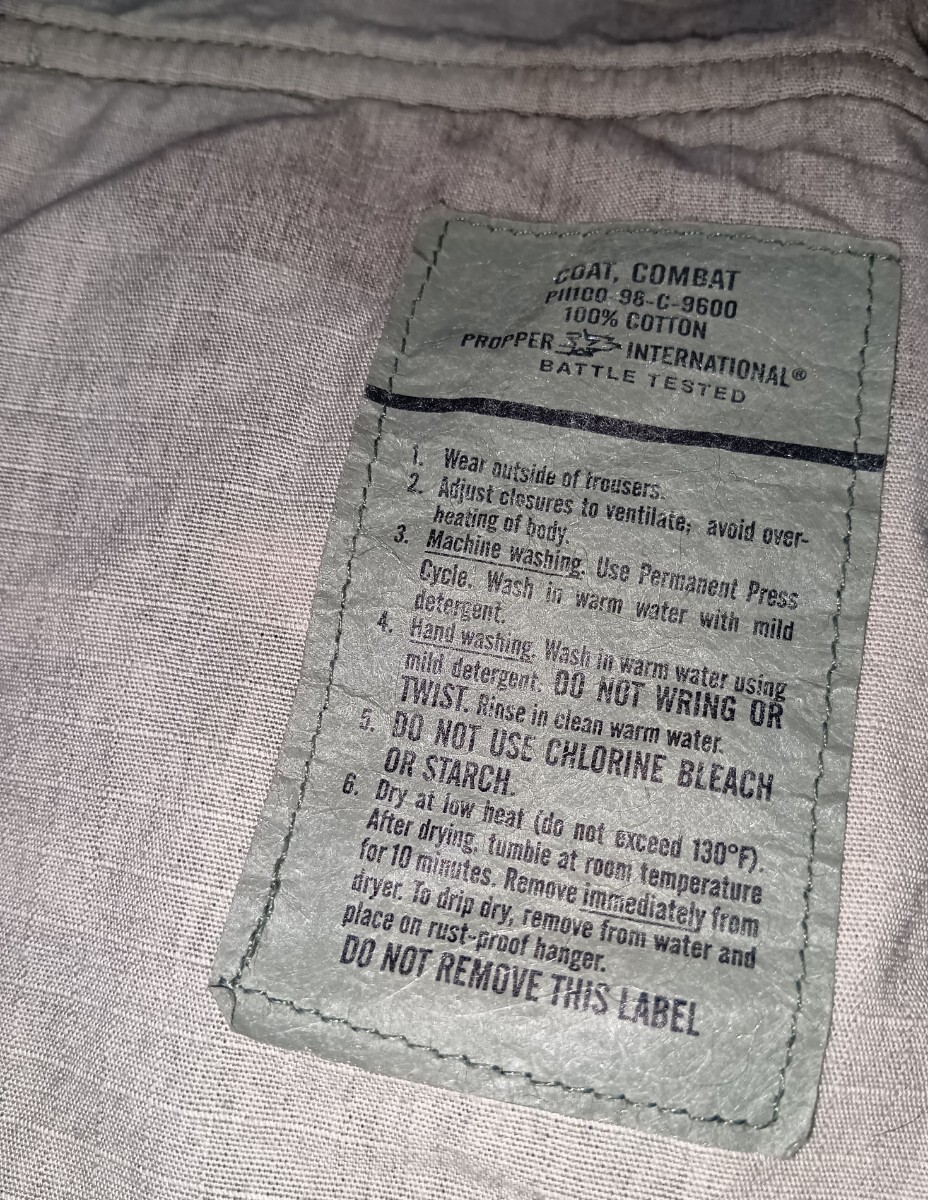 COAT, COMBAT
PI1100-98-C-9600
100% COTTON
PROPPER INTERNATIONAL®
BATTLE TESTED
1. Wear outside of trousers.
2. Adjust closures to ventilate; avoid over-
heating of body.
3. Machine washing. Use Permanent Press
Cycle. Wash in warm water with mild
detergent.
4. Hand washing. Wash in warm water using
mild detergent. DO NOT WRING OR
TWIST. Rinse in clean warm water.
5. DO NOT USE CHLORINE BLEACH
OR STARCH.
6. Dry at low heat (do not exceed 130°F).
After drying, tumble at room temperature
for 10 minutes. Remove immediately from
dryer. To drip dry, remove from water and
place on rust-proof hanger.
DO NOT REMOVE THIS LABEL